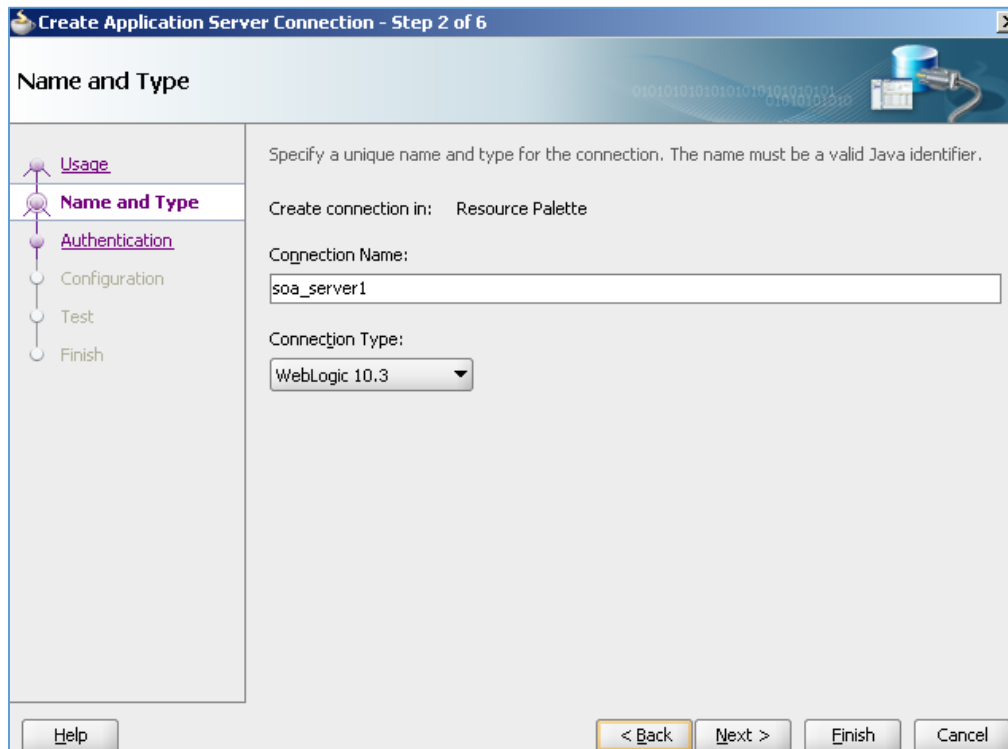 Create Application Server Connection - Step 2 of 6
Name and Type
Usage
Name and Type
Authentication
Configuration
Test
Finish
Specify a unique name and type for the connection. The name must be a valid Java identifier.
Create connection in: Resource Palette
Connection Name:
soa_server1
Connection Type:
WebLogic 10.3
Help
< Back
Next >
Finish
Cancel